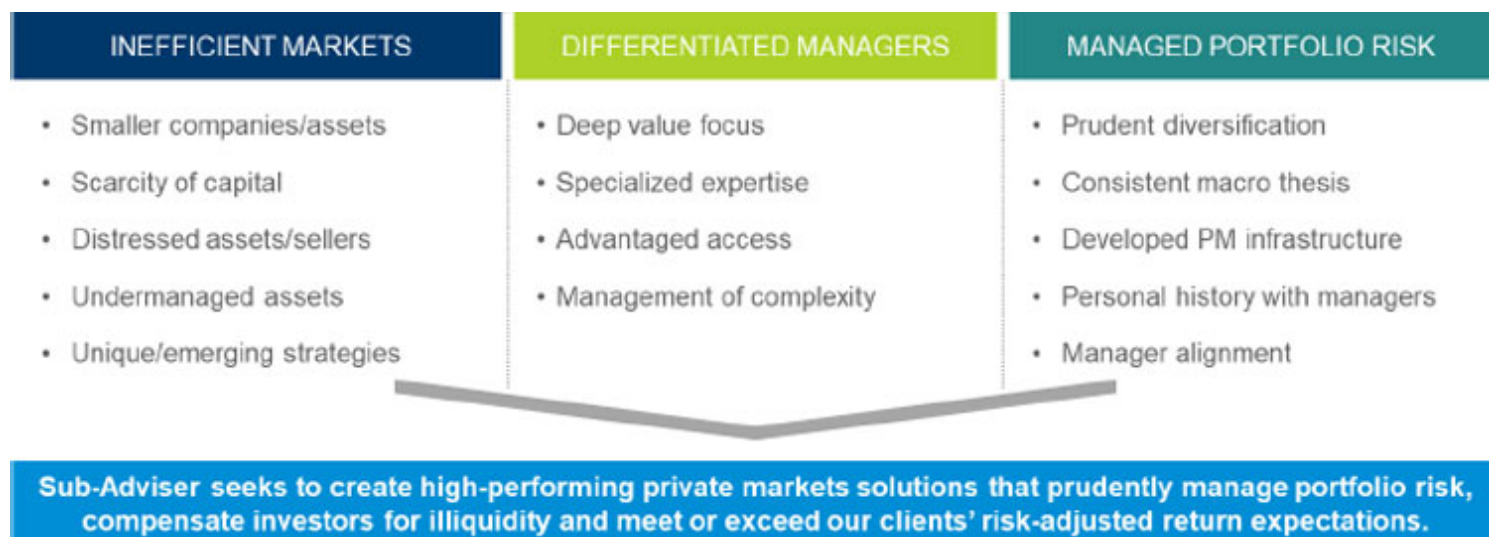 INEFFICIENT MARKETS
• Smaller companies/assets
• Scarcity of capital
• Distressed assets/sellers
• Undermanaged assets
• Unique/emerging strategies
DIFFERENTIATED MANAGERS
• Deep value focus
• Specialized expertise
• Advantaged access
• Management of complexity
MANAGED PORTFOLIO RISK
• Prudent diversification
• Consistent macro thesis
• Developed PM infrastructure
• Personal history with managers
• Manager alignment
Sub-Adviser seeks to create high-performing private markets solutions that prudently manage portfolio risk,
compensate investors for illiquidity and meet or exceed our clients’ risk-adjusted return expectations.